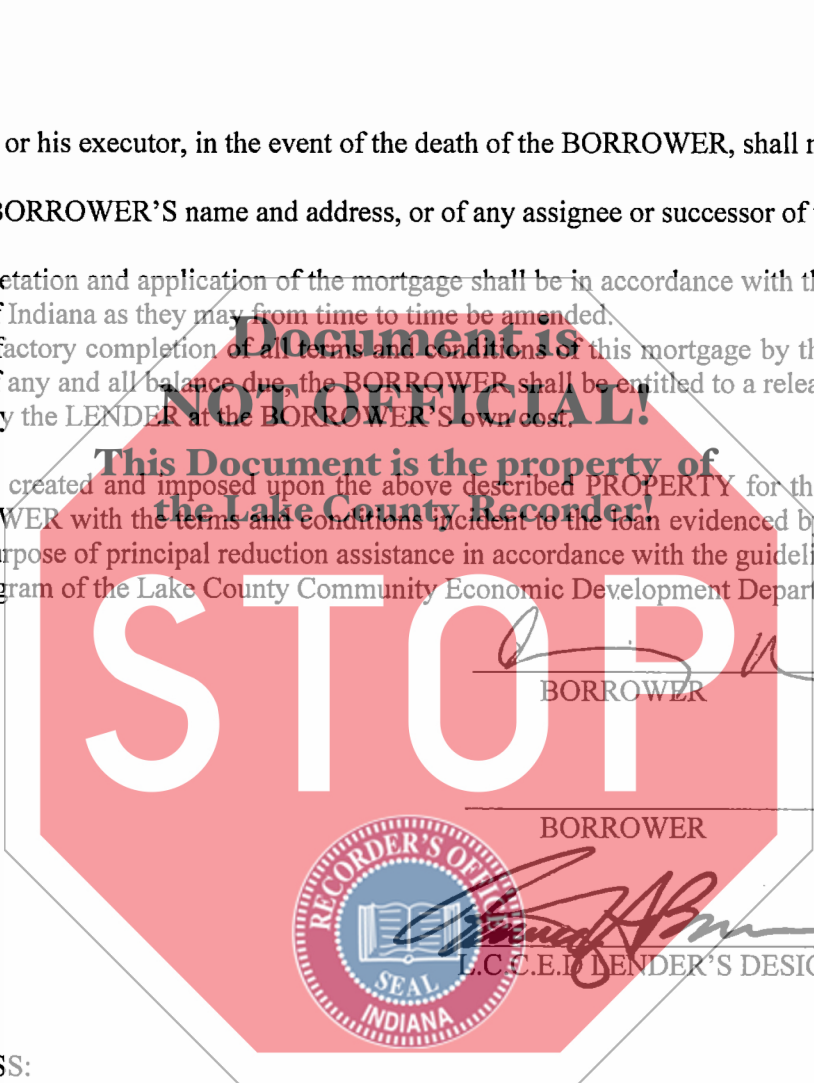 or his executor, in the event of the death of the BORROWER, shall
BORROWER'S name and address, or of any assignee or successor of
etation and application of the mortgage shall be in accordance with th
Indiana as they may from time to time be amended.
Document is
factory completion of all terms and conditions of this mortgage by th
any and all balance due, the BORROWER shall be entitled to a relea
NOT OFFICIAL!
y the LENDER at the BORROWER'S own cost.
This Document is the property of
created and imposed upon the above described PROPERTY for th
the Lake County Recorder!
WER with the terms and conditions incident to the loan evidenced b
rpose of principal reduction assistance in accordance with the guideli
gram of the Lake County Community Economic Development Depart
STOP
BORROWER
BORROWER
RECORDER'S OFFICE
SEAL
INDIANA
L.C.C.E.D LENDER'S DESIG
SS: